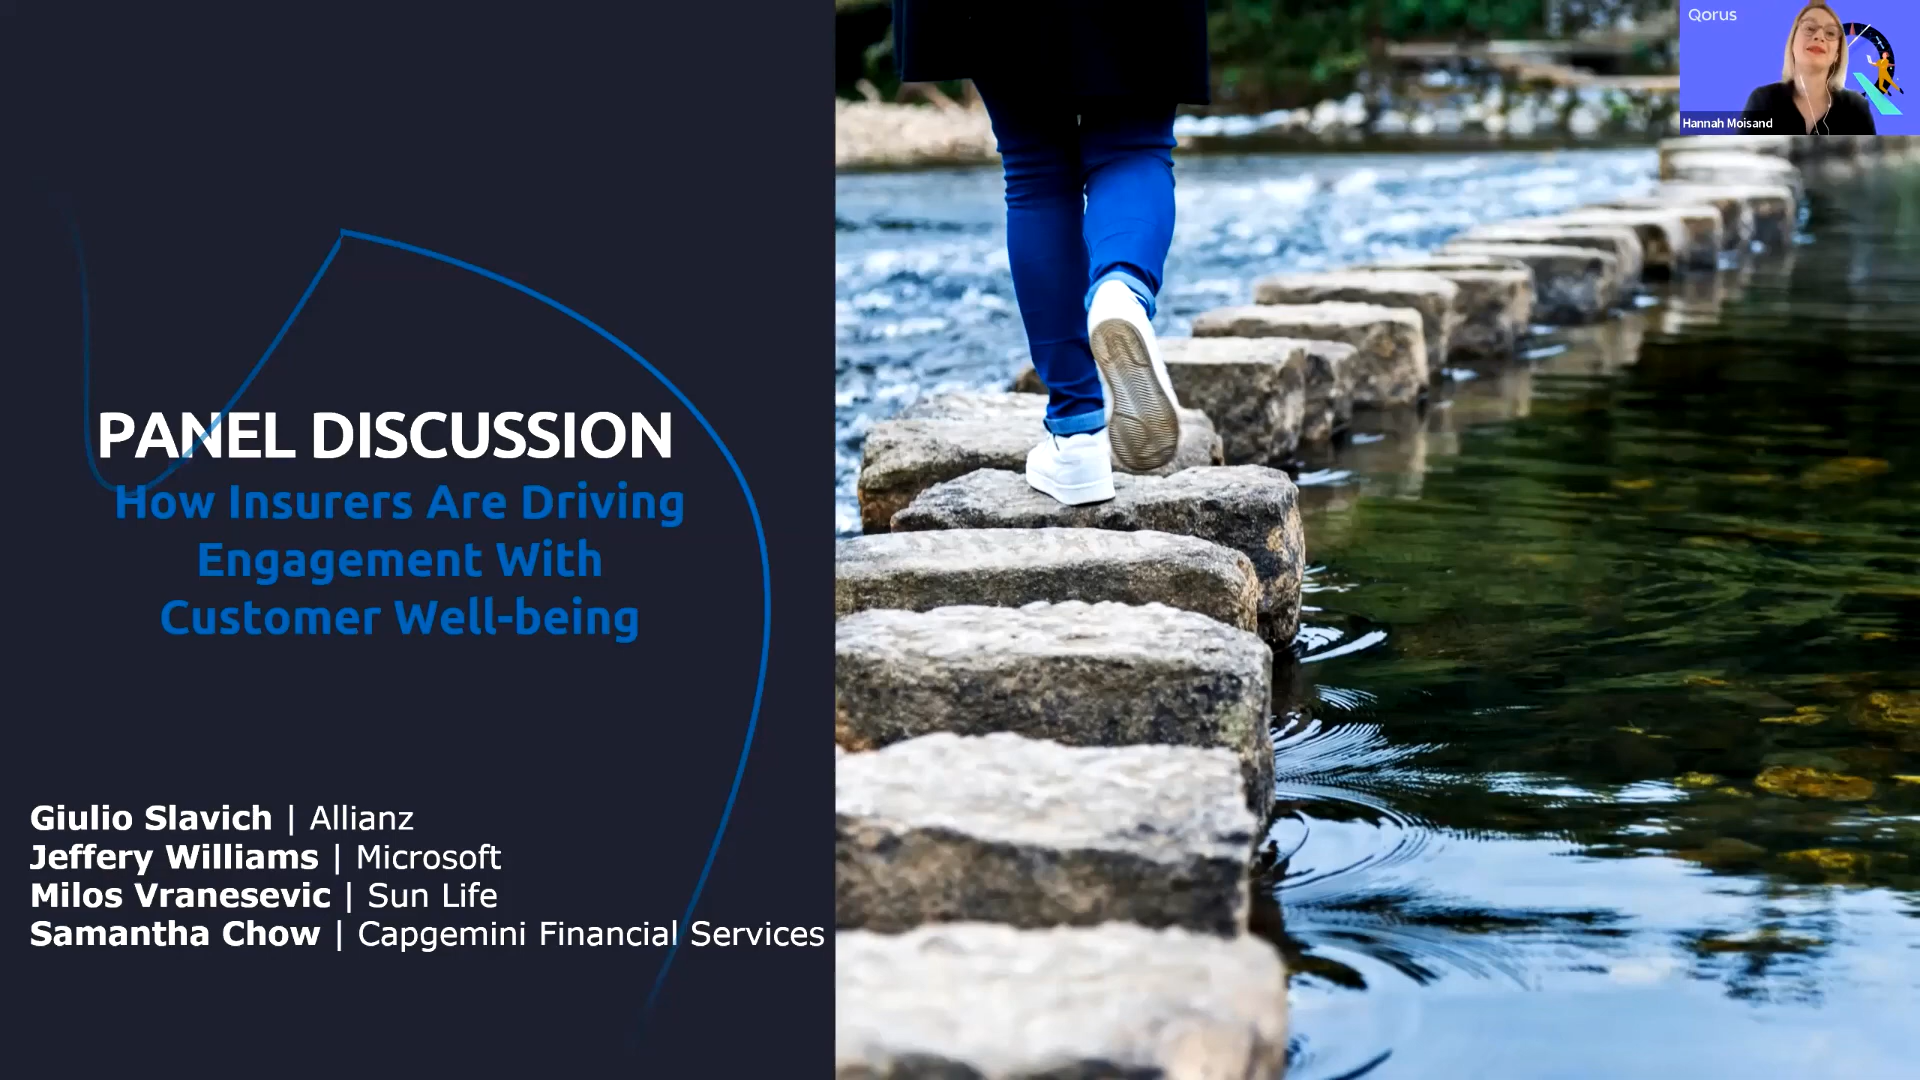 PANEL DISCUSSION
How Insurers Are Driving
Engagement With
Customer Well-being
Giulio Slavich | Allianz
Jeffery Williams | Microsoft
Milos Vranesevic | Sun Life
Samantha Chow | Capgemini Financial Services
Qorus
Hannah Moisand